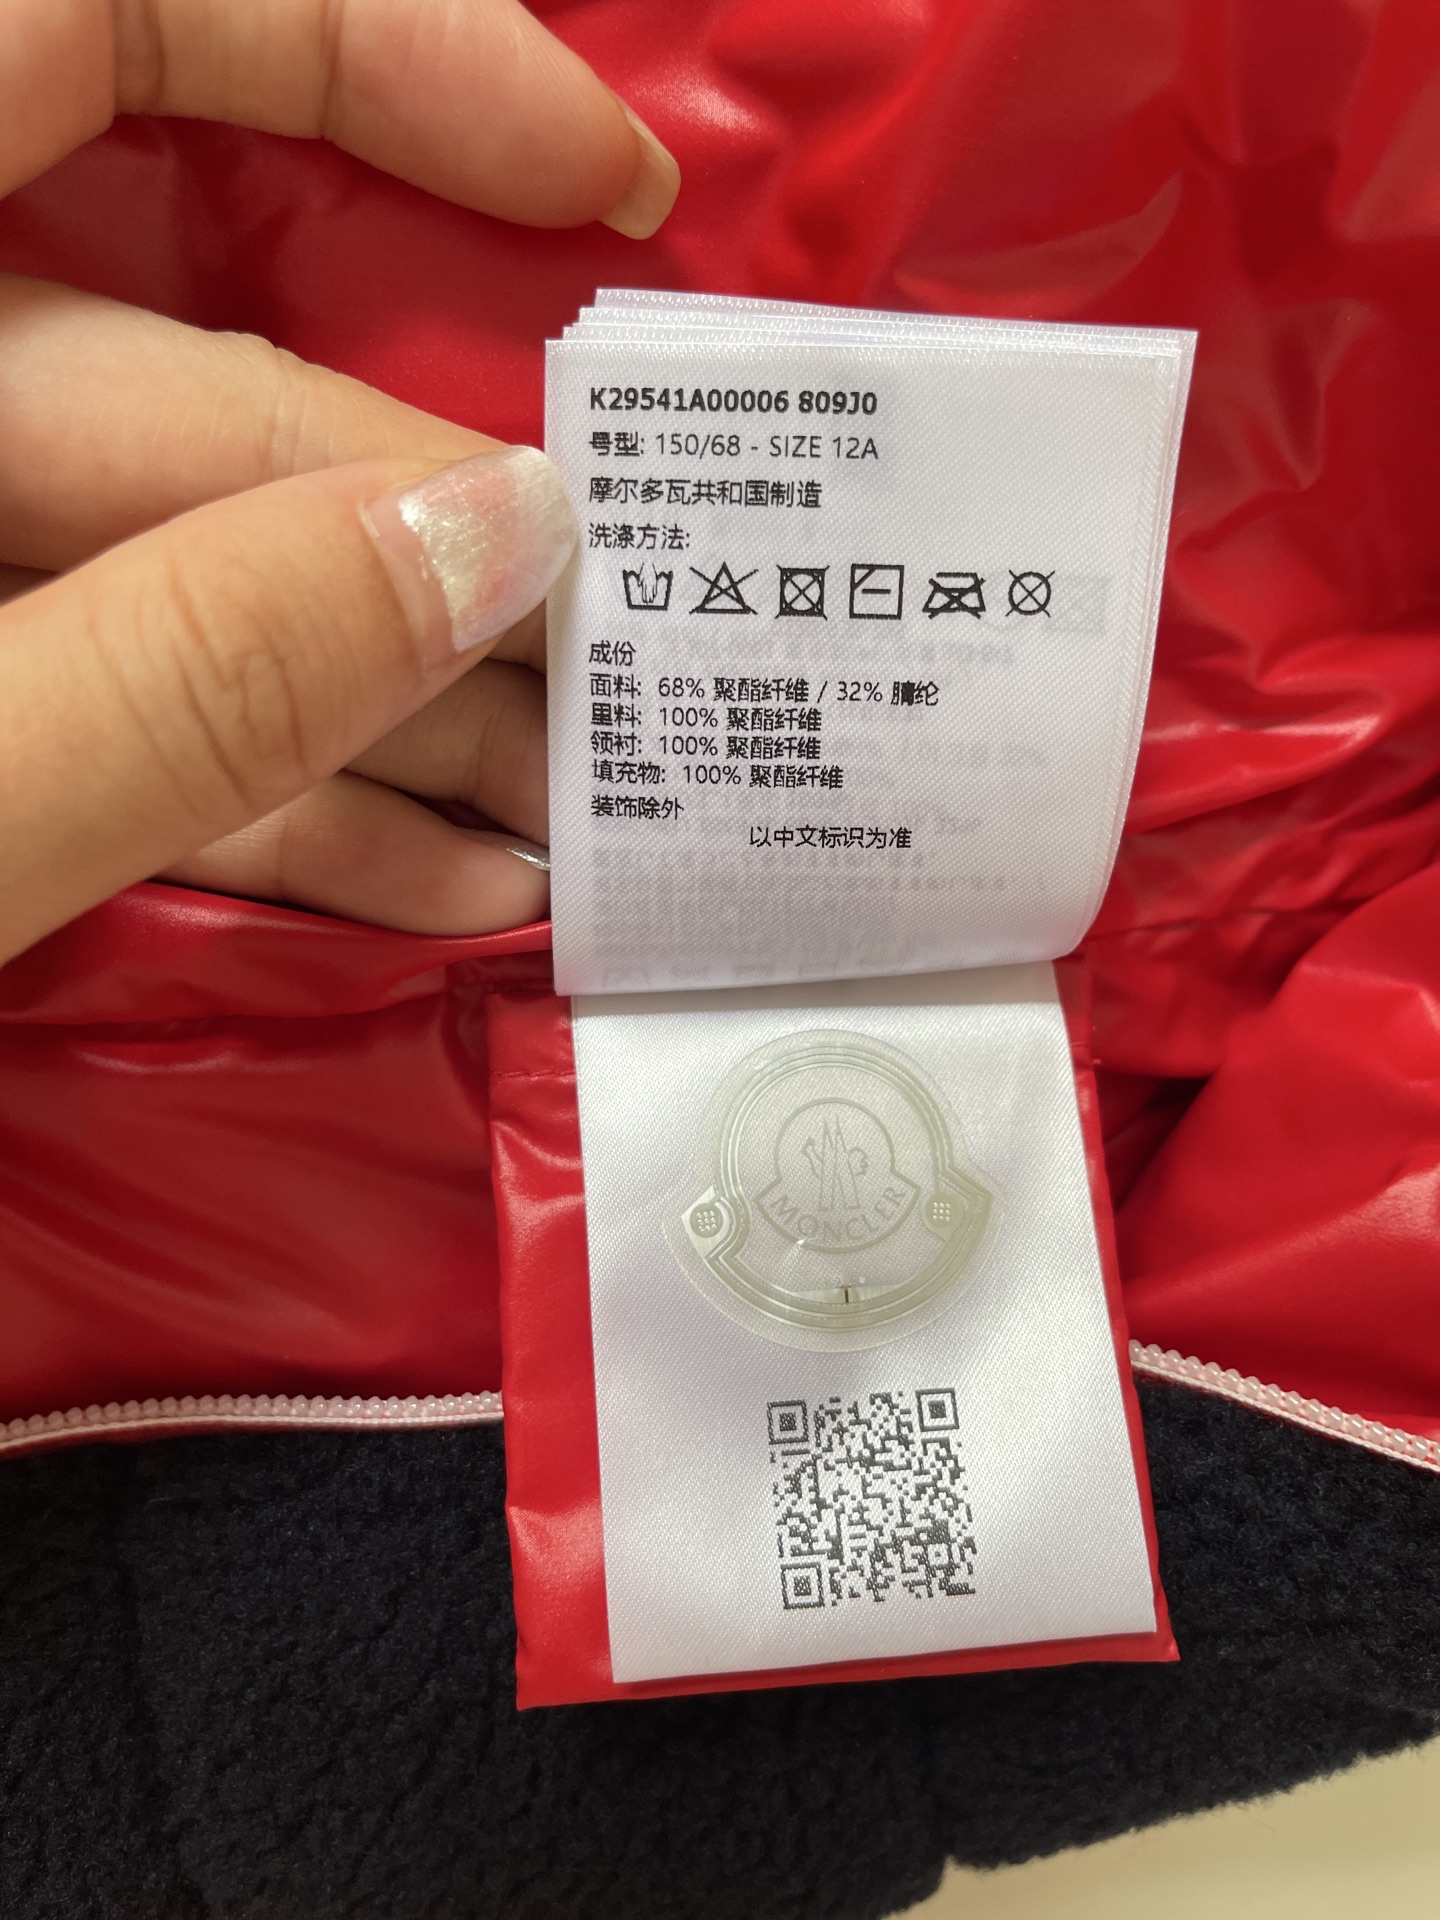 K29541A00006 809J0
号型: 150/68 - SIZE 12A
摩尔多瓦共和国制造
洗涤方法:
成份
面料: 68% 聚酯纤维 / 32% 腈纶
里料: 100% 聚酯纤维
领衬: 100% 聚酯纤维
填充物: 100% 聚酯纤维
装饰除外
以中文标识为准
MONCLER